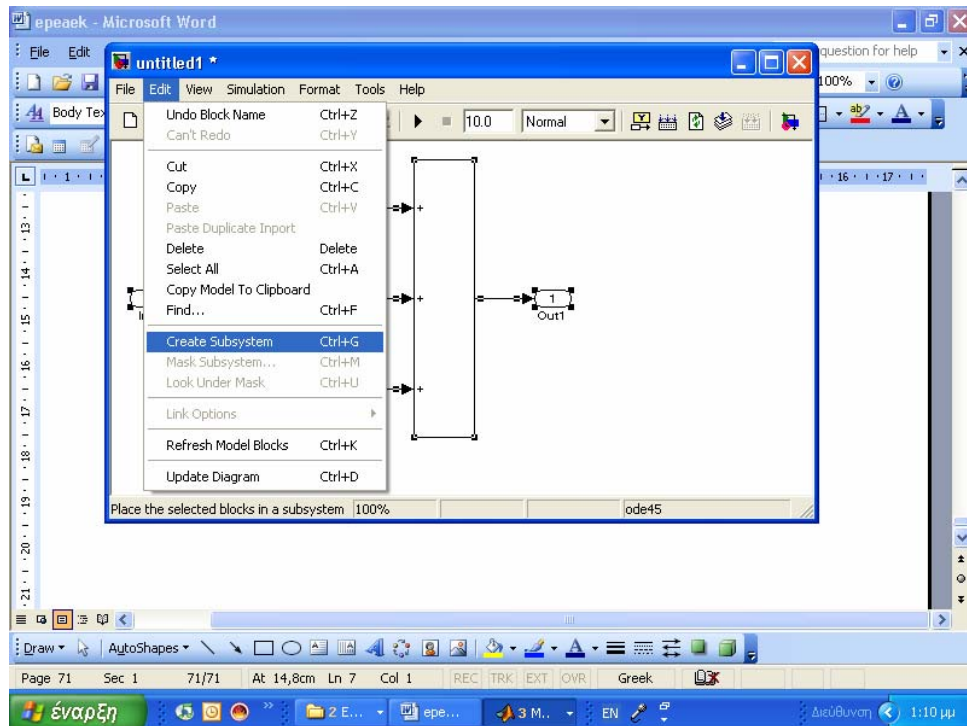 epeaek - Microsoft Word
File Edit
question for help
untitled1 *
100%
File Edit View Simulation Format Tools Help
Body Tex
10.0 Normal
Undo Block Name Ctrl+Z
Can't Redo Ctrl+Y
Cut Ctrl+X
Copy Ctrl+C
Paste Ctrl+V
Paste Duplicate Inport
Delete Delete
Select All Ctrl+A
Copy Model To Clipboard
Find... Ctrl+F
Create Subsystem Ctrl+G
Mask Subsystem... Ctrl+M
Look Under Mask Ctrl+U
Link Options
Refresh Model Blocks Ctrl+K
Update Diagram Ctrl+D
1
Out1
Place the selected blocks in a subsystem 100% ode45
Draw AutoShapes
Page 71 Sec 1 71/71 At 14,8cm Ln 7 Col 1 REC TRK EXT OVR Greek
έναρξη 2 E... epe... 3 M... EN Διεύθυνση 1:10 μμ